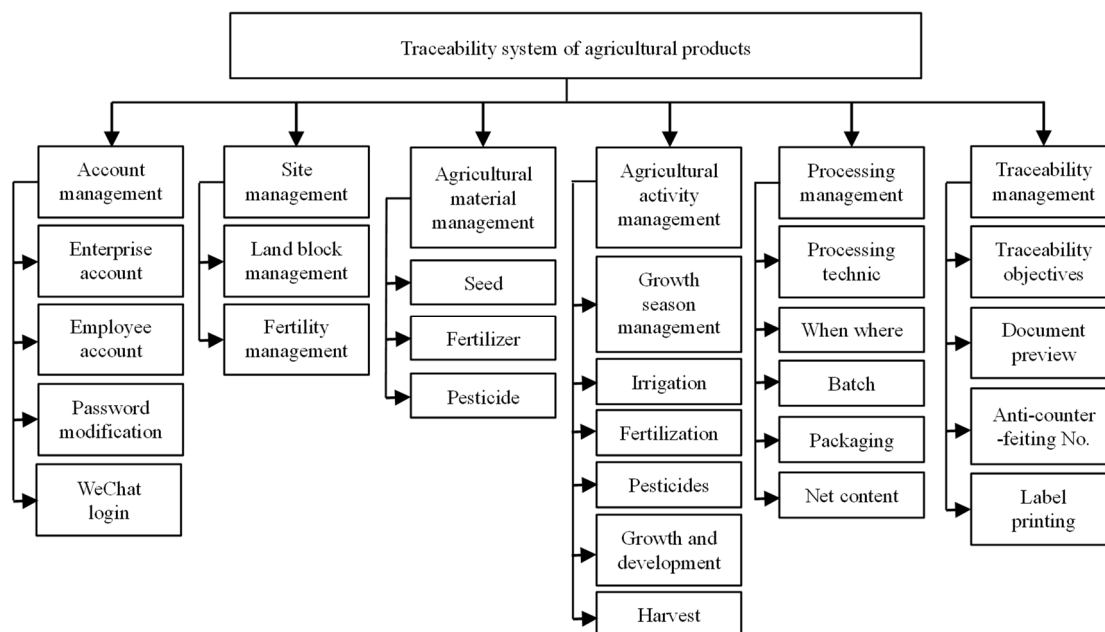 Traceability system of agricultural products
Account
management
Enterprise
account
Employee
account
Password
modification
WeChat
login
Site
management
Land block
management
Fertility
management
Agricultural
material
management
Seed
Fertilizer
Pesticide
Agricultural
activity
management
Growth
season
management
Irrigation
Fertilization
Pesticides
Growth and
development
Harvest
Processing
management
Processing
technic
When where
Batch
Packaging
Net content
Traceability
management
Traceability
objectives
Document
preview
Anti-counter
-feiting No.
Label
printing